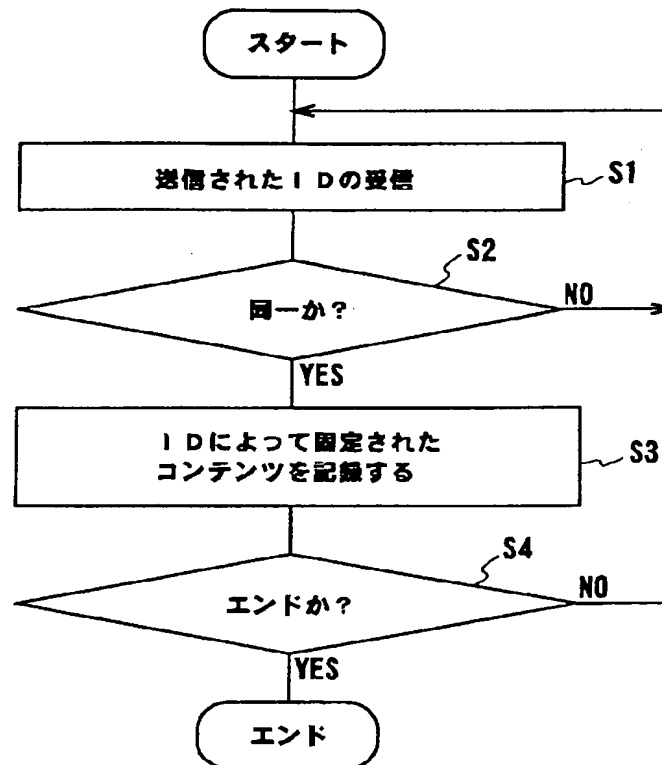 スタート
送信されたIDの受信
S1
S2
同一か？
NO
YES
IDによって固定された
コンテンツを記録する
S3
S4
エンドか？
NO
YES
エンド